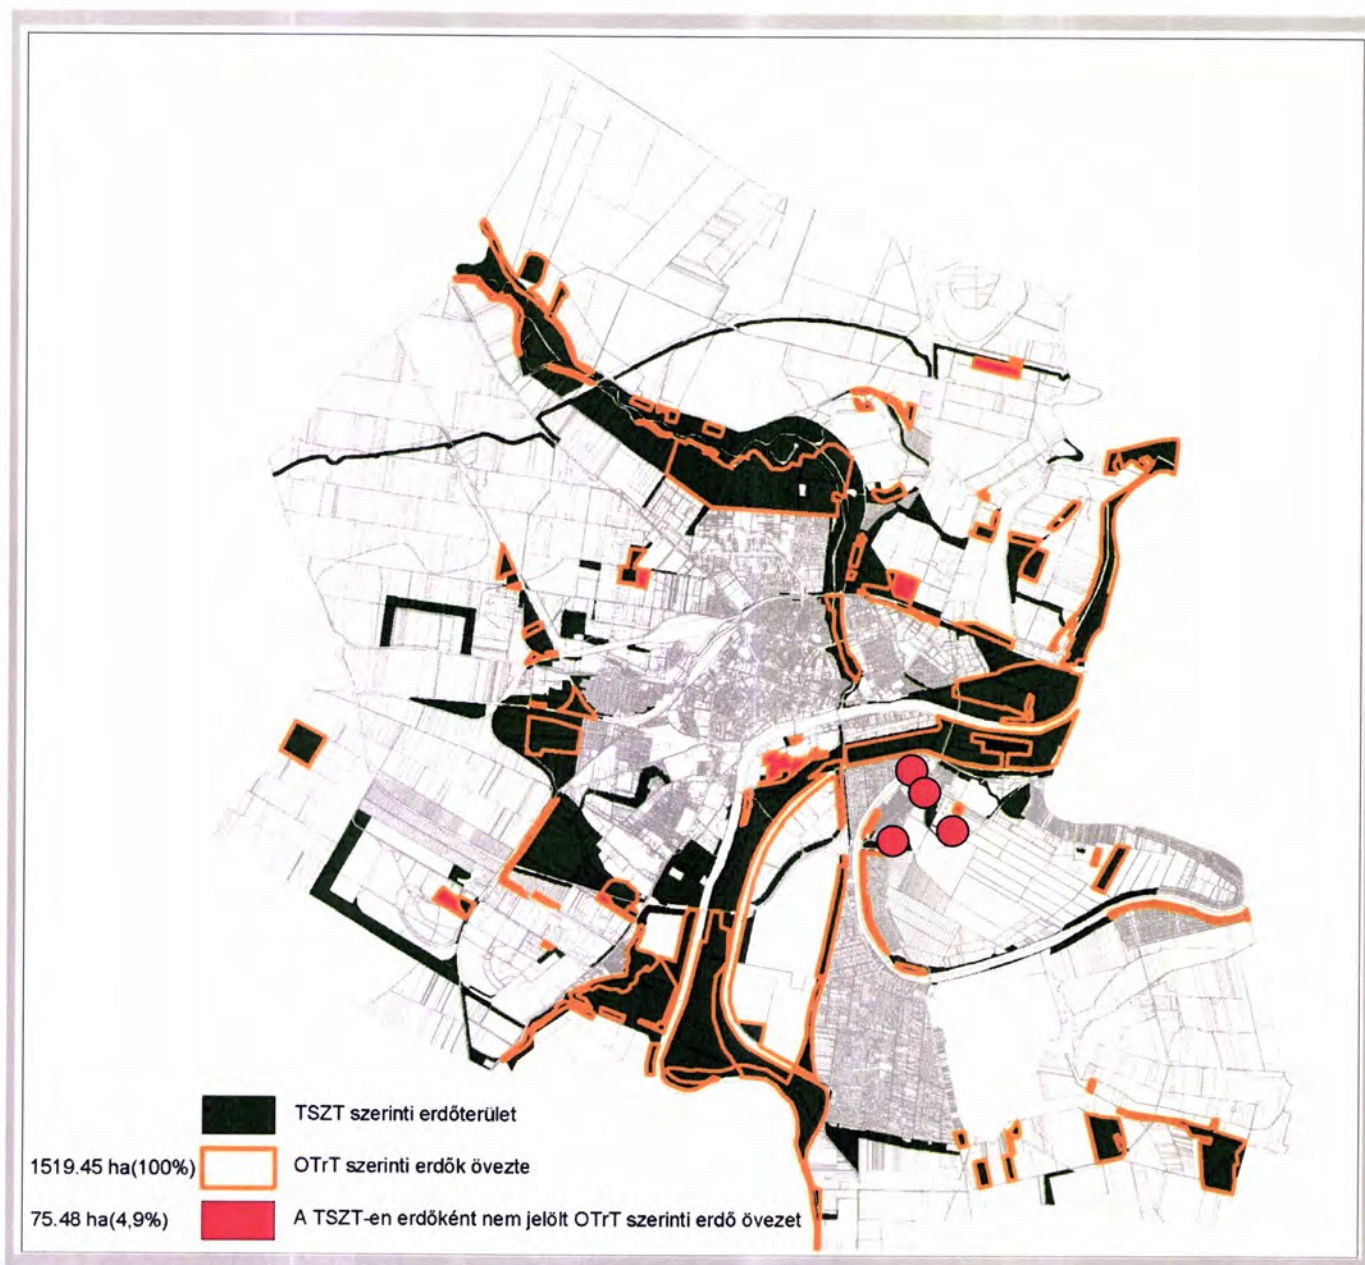 TSZT szerinti erdőterület
1519.45 ha(100%) OTrT szerinti erdők övezte
75.48 ha(4,9%) A TSZT-en erdőként nem jelölt OTrT szerinti erdő övezet